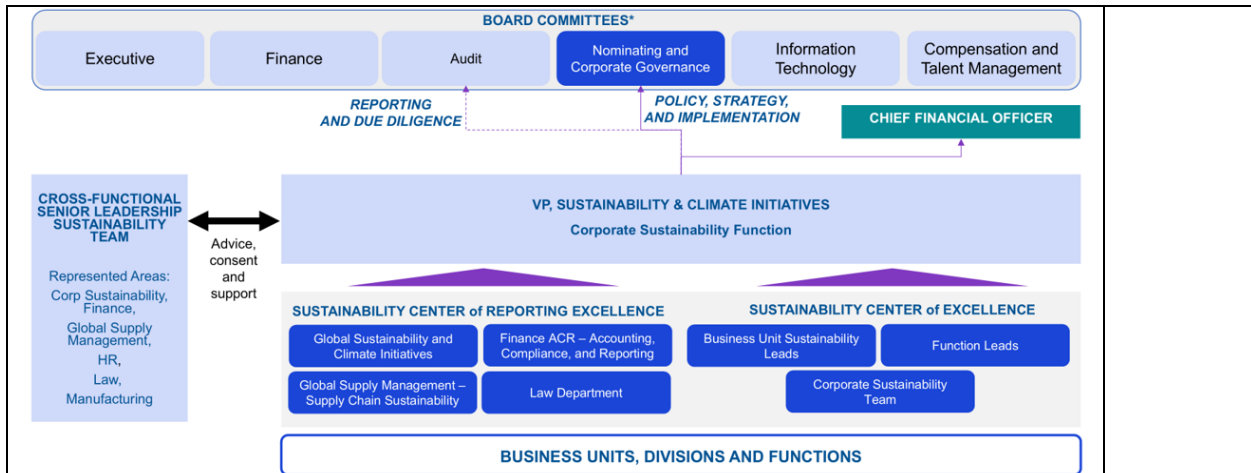 BOARD COMMITTEES*
Executive
Finance
Audit
Nominating and
Corporate Governance
Information
Technology
Compensation and
Talent Management
REPORTING
AND DUE DILIGENCE
POLICY, STRATEGY,
AND IMPLEMENTATION
CHIEF FINANCIAL OFFICER
CROSS-FUNCTIONAL
SENIOR LEADERSHIP
SUSTAINABILITY
TEAM
Represented Areas:
Corp Sustainability,
Finance,
Global Supply
Management,
HR,
Law,
Manufacturing
Advice,
consent
and
support
VP, SUSTAINABILITY & CLIMATE INITIATIVES
Corporate Sustainability Function
SUSTAINABILITY CENTER of REPORTING EXCELLENCE
Global Sustainability and
Climate Initiatives
Finance ACR – Accounting,
Compliance, and Reporting
Global Supply Management –
Supply Chain Sustainability
Law Department
SUSTAINABILITY CENTER of EXCELLENCE
Business Unit Sustainability
Leads
Function Leads
Corporate Sustainability
Team
BUSINESS UNITS, DIVISIONS AND FUNCTIONS